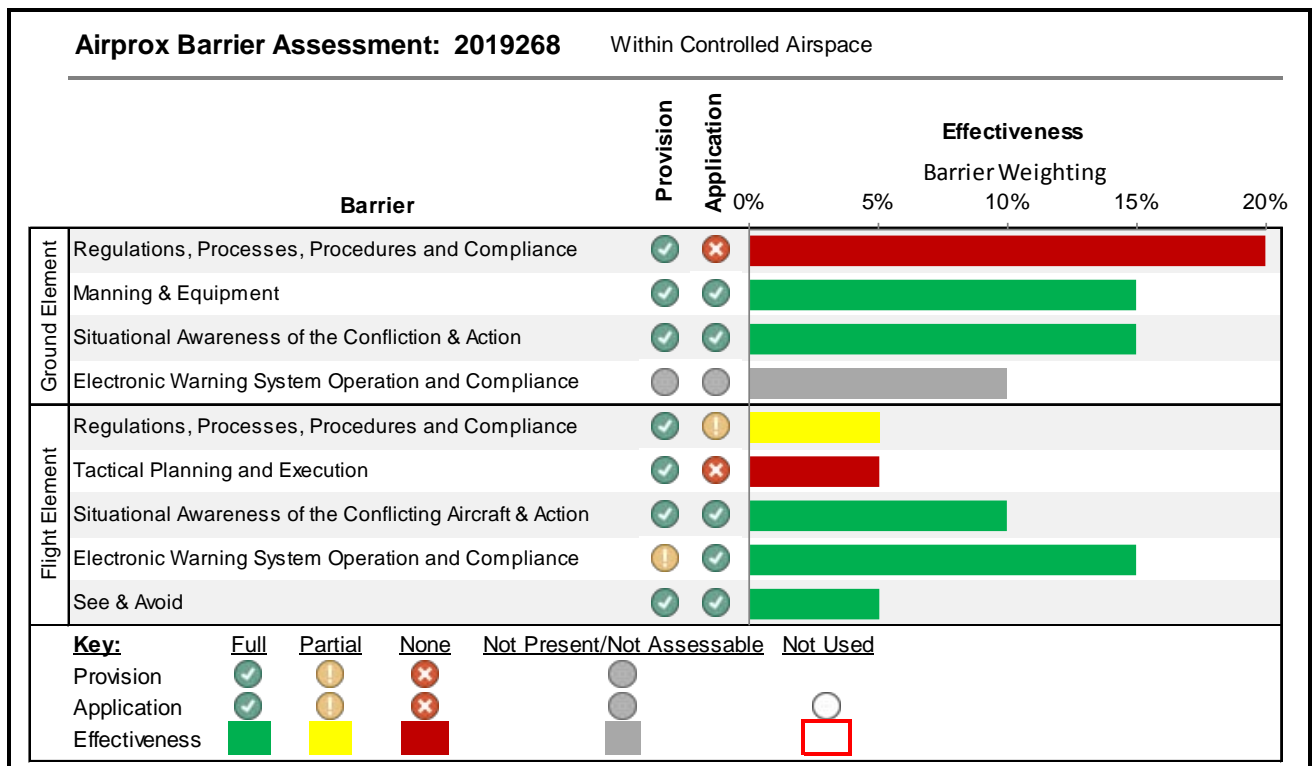 Airprox Barrier Assessment: 2019268 Within Controlled Airspace
Barrier
Provision
Application
Effectiveness
Barrier Weighting
0% 5% 10% 15% 20%
Ground Element
Regulations, Processes, Procedures and Compliance
Manning & Equipment
Situational Awareness of the Confliction & Action
Electronic Warning System Operation and Compliance
Flight Element
Regulations, Processes, Procedures and Compliance
Tactical Planning and Execution
Situational Awareness of the Conflicting Aircraft & Action
Electronic Warning System Operation and Compliance
See & Avoid
Key: Full Partial None Not Present/Not Assessable Not Used
Provision
Application
Effectiveness